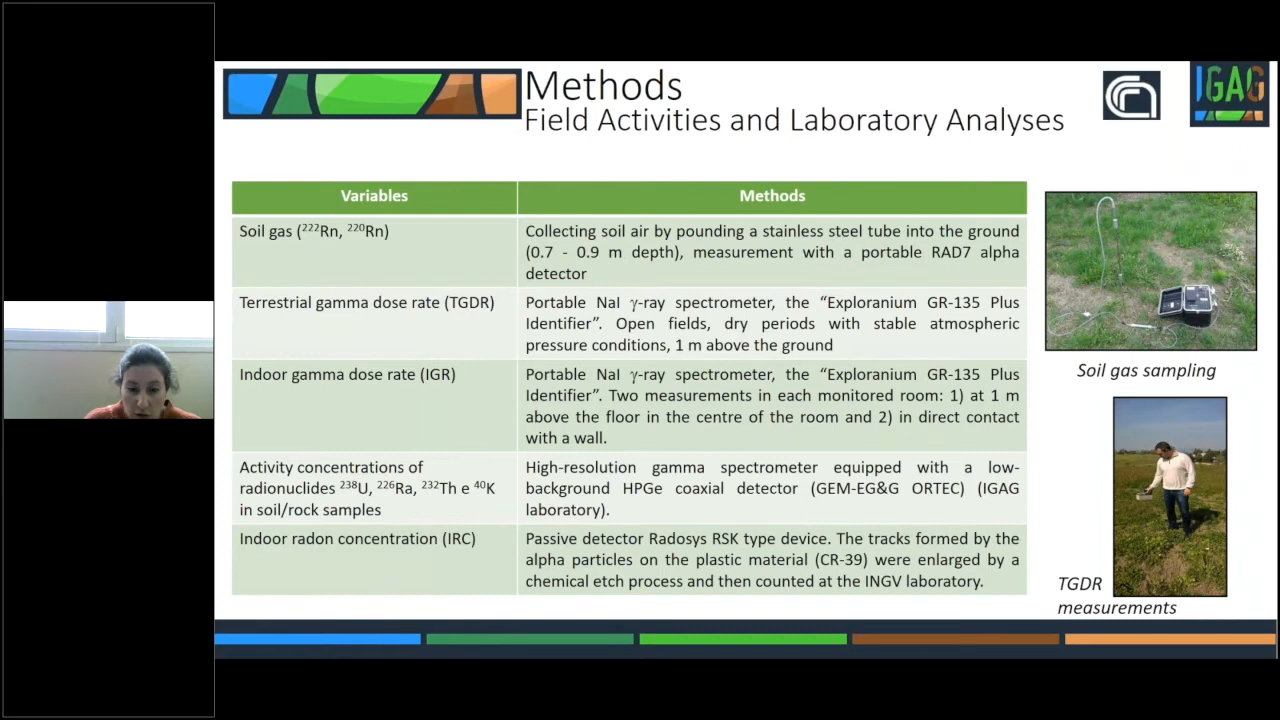 Methods
Field Activities and Laboratory Analyses
IGAG
Variables
Methods
Soil gas (²²²Rn, ²²⁰Rn)
Collecting soil air by pounding a stainless steel tube into the ground
(0.7 - 0.9 m depth), measurement with a portable RAD7 alpha
detector
Terrestrial gamma dose rate (TGDR)
Portable NaI γ-ray spectrometer, the “Exploranium GR-135 Plus
Identifier”. Open fields, dry periods with stable atmospheric
pressure conditions, 1 m above the ground
Indoor gamma dose rate (IGR)
Portable NaI γ-ray spectrometer, the “Exploranium GR-135 Plus
Identifier”. Two measurements in each monitored room: 1) at 1 m
above the floor in the centre of the room and 2) in direct contact
with a wall.
Activity concentrations of
radionuclides ²³⁸U, ²²⁶Ra, ²³²Th e ⁴⁰K
in soil/rock samples
High-resolution gamma spectrometer equipped with a low-
background HPGe coaxial detector (GEM-EG&G ORTEC) (IGAG
laboratory).
Indoor radon concentration (IRC)
Passive detector Radosys RSK type device. The tracks formed by the
alpha particles on the plastic material (CR-39) were enlarged by a
chemical etch process and then counted at the INGV laboratory.
Soil gas sampling
TGDR
measurements